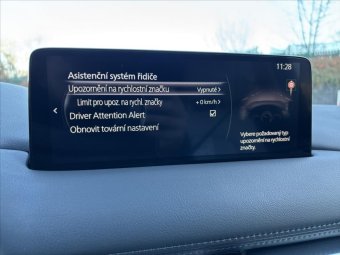 11:28
Asistenční systém řidiče
Upozornění na rychlostní značku Vypnuté
Limit pro upoz. na rychl. značky + 0 km/h
Driver Attention Alert
Obnovit tovární nastavení
Vybere požadovaný typ
upozornění na rychlostní
značky.